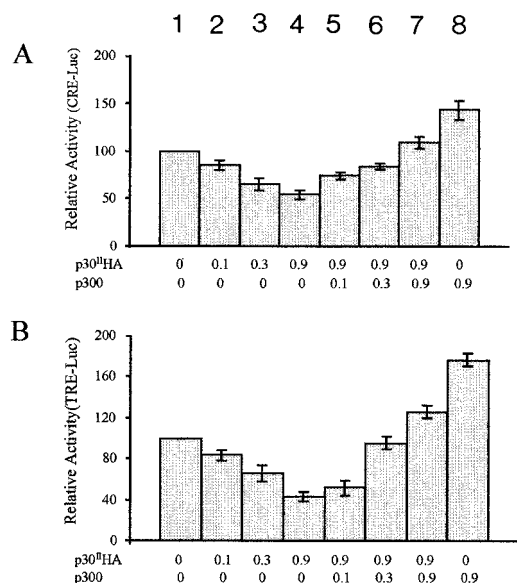 1 2 3 4 5 6 7 8
A
Relative Activity (CRE-Luc)
150
100
50
0
p30ᴵᴵHA 0 0.1 0.3 0.9 0.9 0.9 0.9 0
p300 0 0 0 0 0.1 0.3 0.9 0.9
B
Relative Activity(TRE-Luc)
200
160
120
80
40
0
p30ᴵᴵHA 0 0.1 0.3 0.9 0.9 0.9 0.9 0
p300 0 0 0 0 0.1 0.3 0.9 0.9